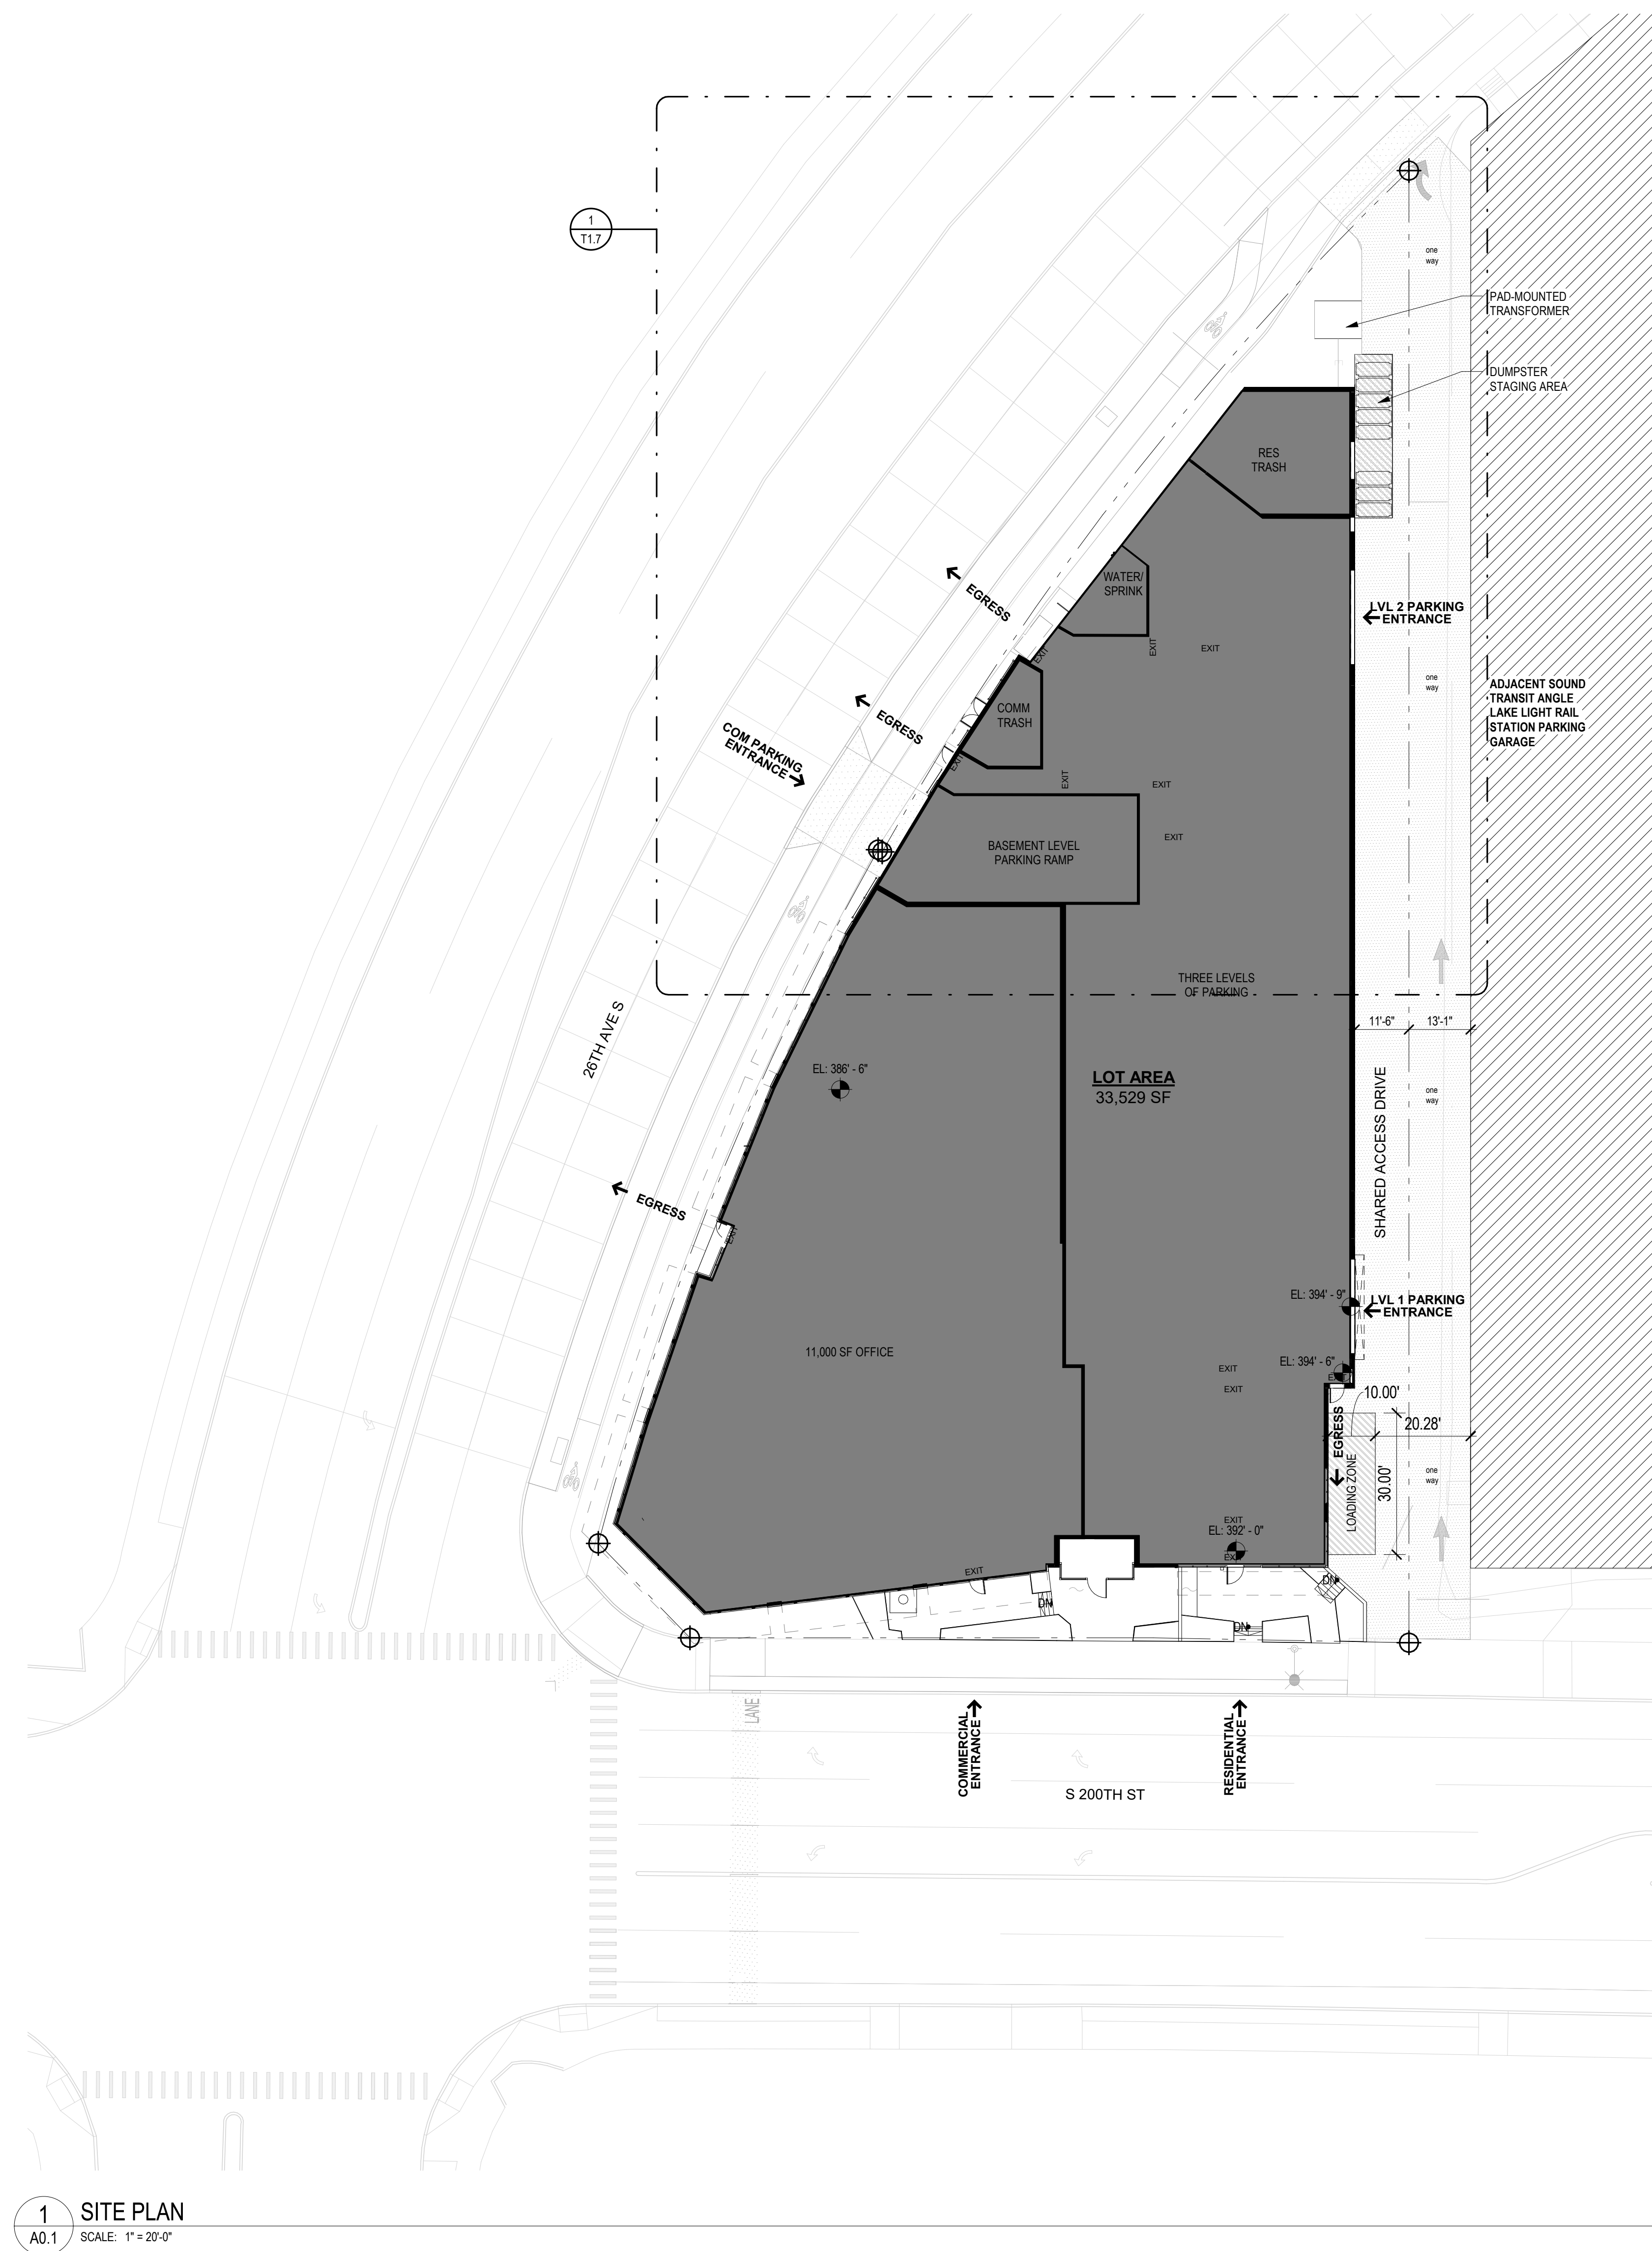 1
T1.7
one
way
PAD-MOUNTED
TRANSFORMER
DUMPSTER
STAGING AREA
RES
TRASH
WATER/
SPRINK
EGRESS
LVL 2 PARKING
ENTRANCE
EXIT
EXIT
EXIT
one
way
ADJACENT SOUND
TRANSIT ANGLE
LAKE LIGHT RAIL
STATION PARKING
GARAGE
COMM
TRASH
EGRESS
COM PARKING
ENTRANCE
EXIT
EXIT
EXIT
EXIT
BASEMENT LEVEL
PARKING RAMP
THREE LEVELS
OF PARKING
11'-6"
13'-1"
26TH AVE S
EL: 386' - 6"
LOT AREA
33,529 SF
SHARED ACCESS DRIVE
one
way
EGRESS
EXIT
EL: 394' - 9"
LVL 1 PARKING
ENTRANCE
11,000 SF OFFICE
EL: 394' - 6"
EXIT
EXIT
EXIT
10.00'
20.28'
EGRESS
LOADING ZONE
30.00'
one
way
EXIT
EL: 392' - 0"
EXIT
EXIT
DN
DN
DN
LANE
COMMERCIAL
ENTRANCE
RESIDENTIAL
ENTRANCE
S 200TH ST
1
A0.1
SITE PLAN
SCALE: 1" = 20'-0"